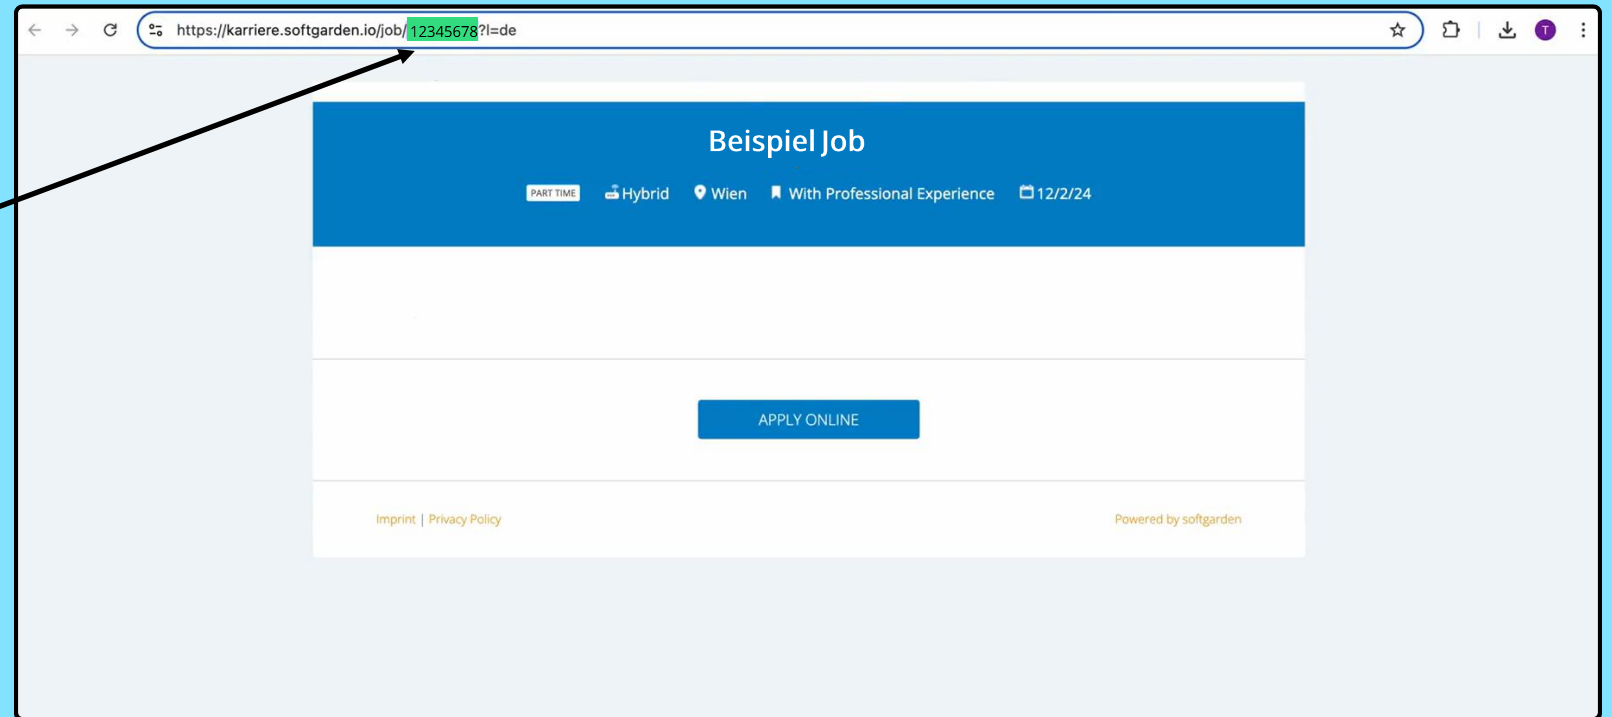 https://karriere.softgarden.io/job/12345678?l=de
T
Beispiel Job
PART TIME Hybrid Wien With Professional Experience 12/2/24
APPLY ONLINE
Imprint | Privacy Policy Powered by softgarden